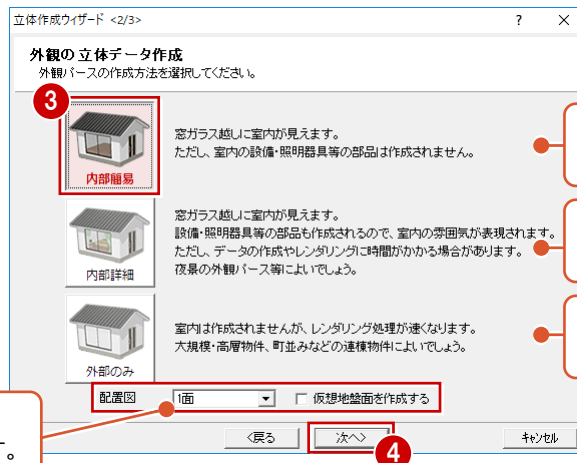 立体作成ウィザード <2/3>
? ×
外観の立体データ作成
外観パースの作成方法を選択してください。
3
内部簡易
窓ガラス越しに室内が見えます。
ただし、室内の設備・照明器具等の部品は作成されません。
内部詳細
窓ガラス越しに室内が見えます。
設備・照明器具等の部品も作成されるので、室内の雰囲気が表現されます。
ただし、データの作成やレンダリングに時間がかかる場合があります。
夜景の外観パース等によいでしょう。
外部のみ
室内は作成されませんが、レンダリング処理が速くなります。
大規模・高層物件、町並みなどの連棟物件によいでしょう。
配置図 1面 仮想地盤面を作成する
<戻る 次へ> キャンセル
4
す。